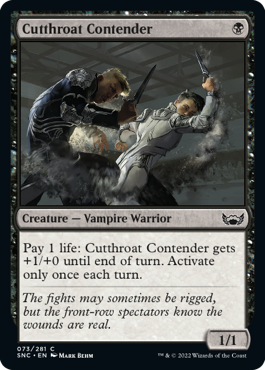 Cutthroat Contender
Creature — Vampire Warrior
Pay 1 life: Cutthroat Contender gets
+1/+0 until end of turn. Activate
only once each turn.
The fights may sometimes be rigged,
but the front-row spectators know the
wounds are real.
1/1
073/281 C
SNC • EN Mark Behm
™ & © 2022 Wizards of the Coast